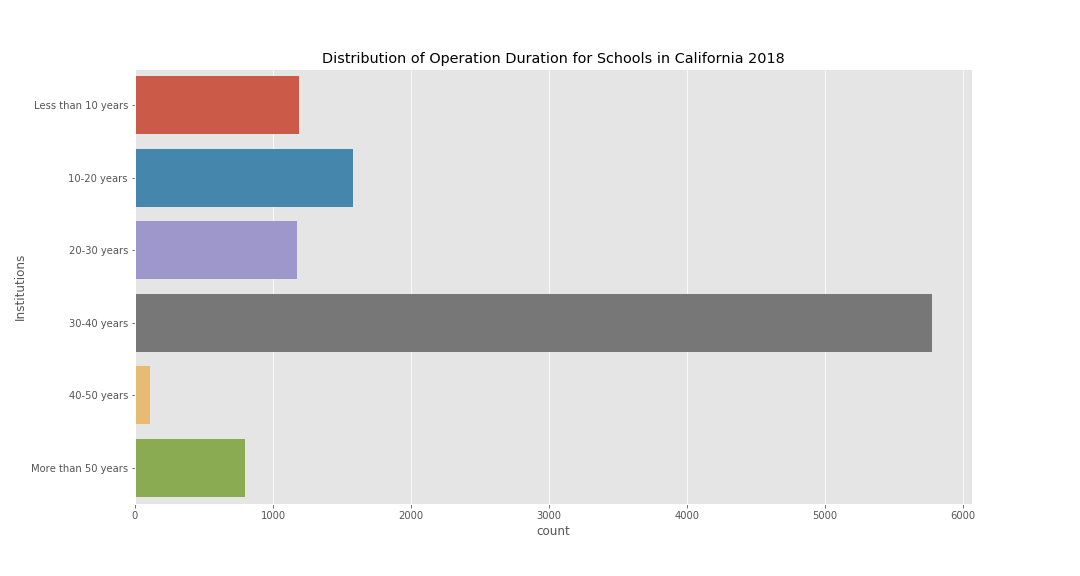 Distribution of Operation Duration for Schools in California 2018
Institutions
Less than 10 years
10-20 years
20-30 years
30-40 years
40-50 years
More than 50 years
0 1000 2000 3000 4000 5000 6000
count